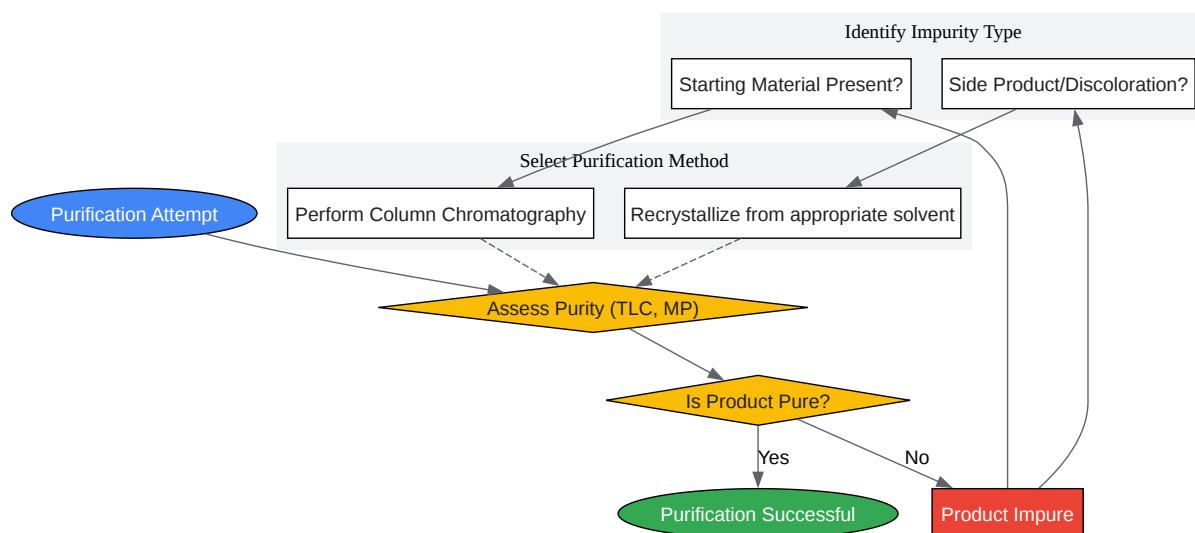 Identify Impurity Type
Starting Material Present?
Side Product/Discoloration?
Select Purification Method
Purification Attempt
Perform Column Chromatography
Recrystallize from appropriate solvent
Assess Purity (TLC, MP)
Is Product Pure?
Yes
No
Purification Successful
Product Impure